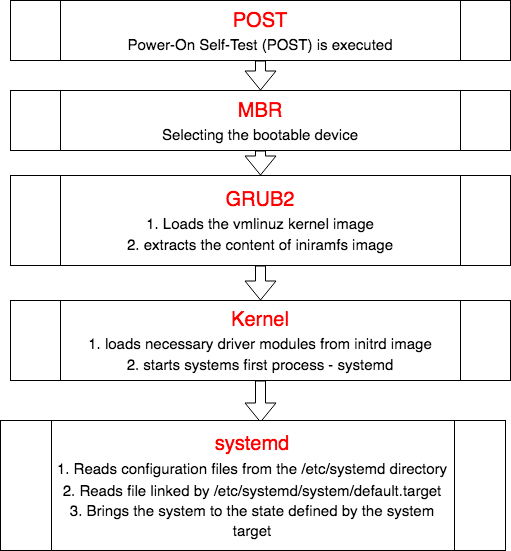 POST
Power-On Self-Test (POST) is executed
MBR
Selecting the bootable device
GRUB2
1. Loads the vmlinuz kernel image
2. extracts the content of iniramfs image
Kernel
1. loads necessary driver modules from initrd image
2. starts systems first process - systemd
systemd
1. Reads configuration files from the /etc/systemd directory
2. Reads file linked by /etc/systemd/system/default.target
3. Brings the system to the state defined by the system
target